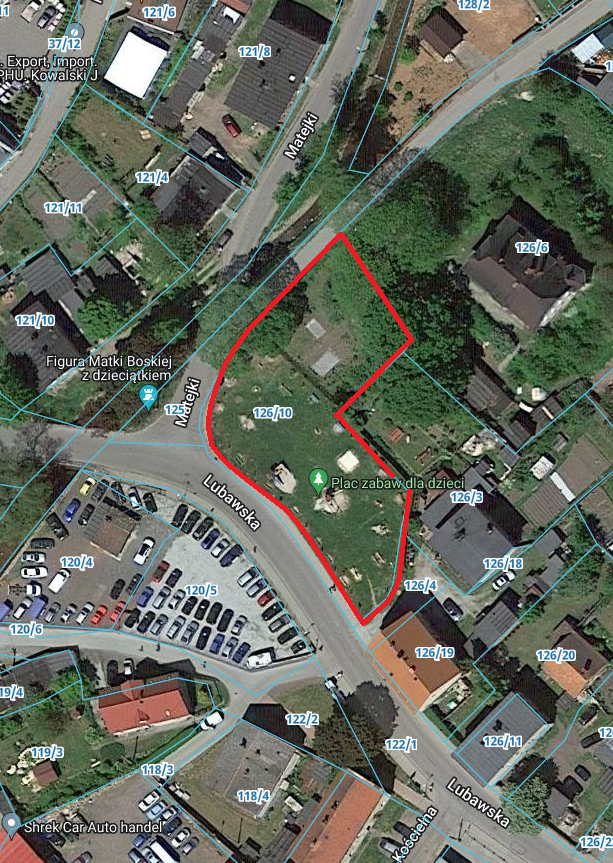 128/2
121/6
37/12
121/8
. Export, Import.
PHU. Kowalski J
Matejki
121/4
121/11
126/6
121/10
Figura Matki Boskiej
z dzieciątkiem
Matejki
125
126/10
Plac zabaw dla dzieci
126/3
Lubawska
120/4
126/18
120/5
126/4
120/6
126/19
126/20
19/4
122/2
126/11
122/1
119/3
118/3
118/4
Lubawska
Shrek Car Auto handel
Kościelna
126/2